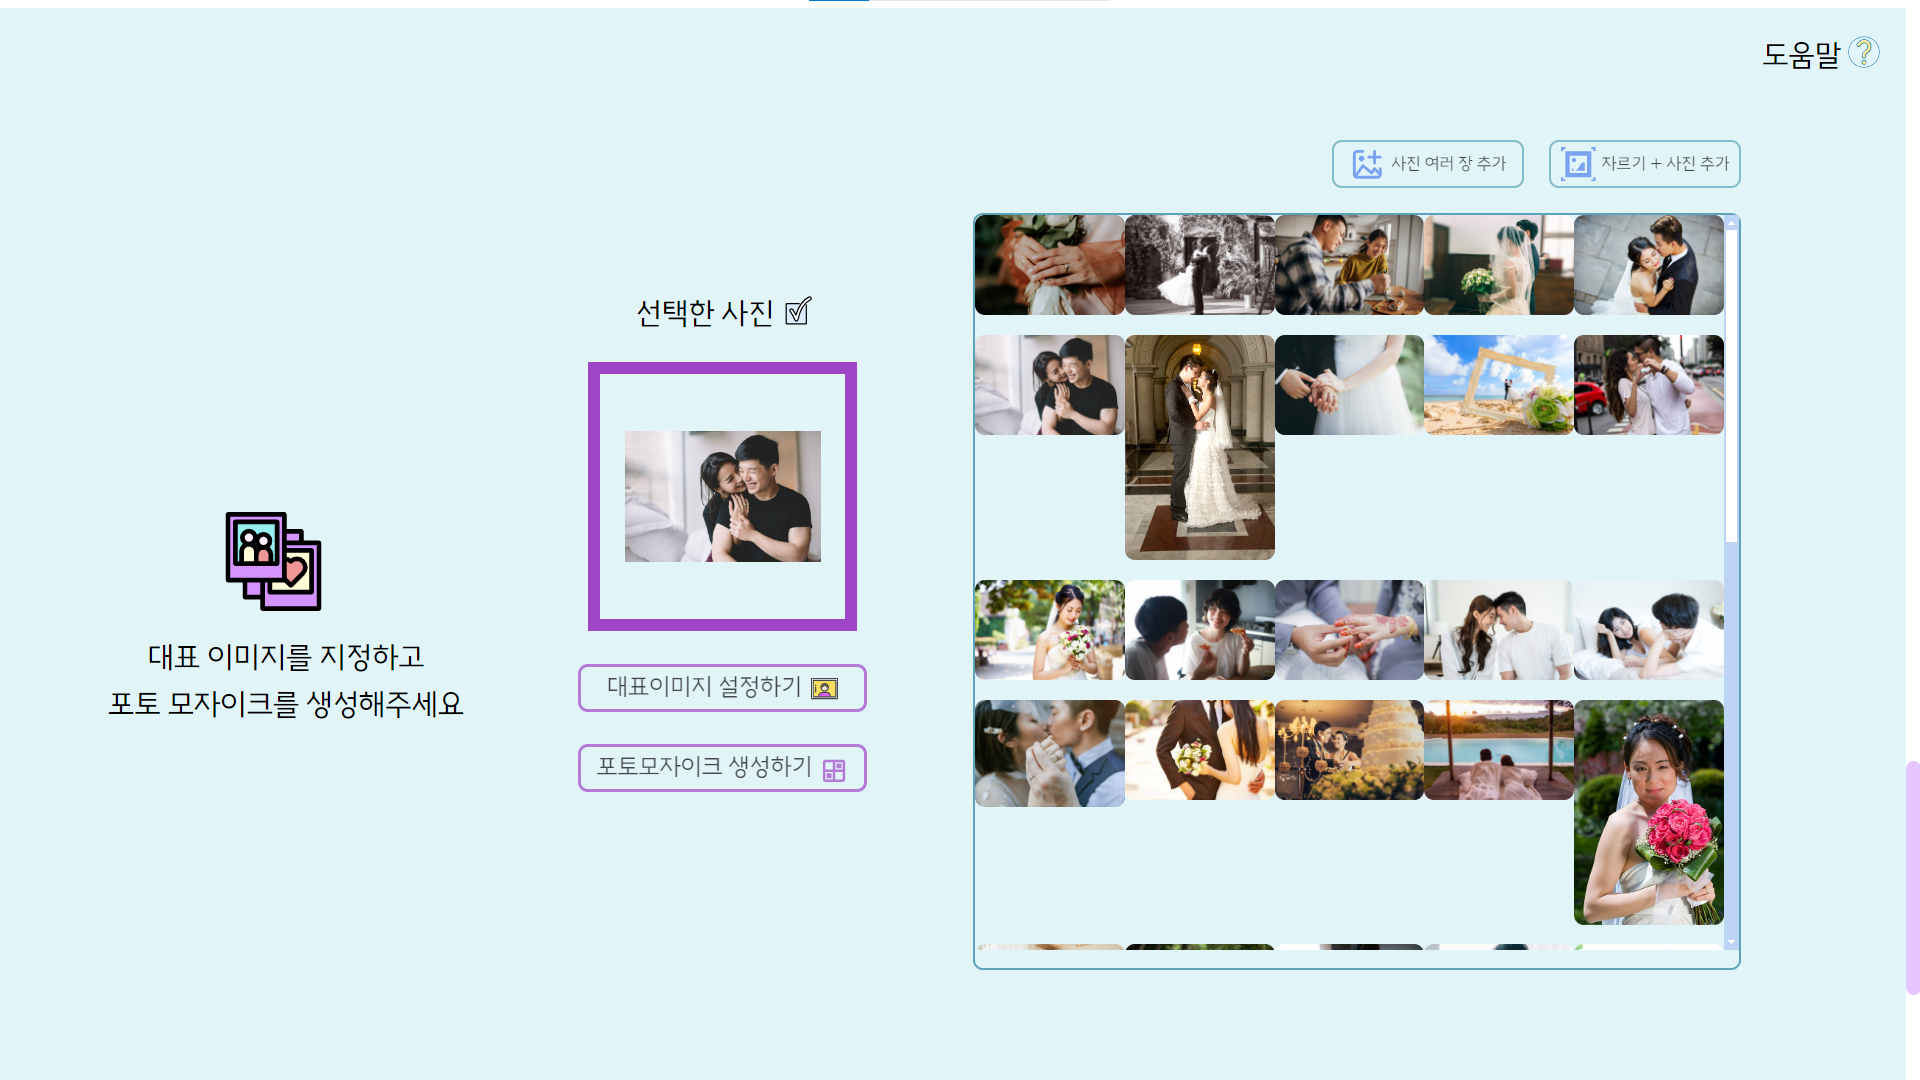 도움말
사진 여러 장 추가
자르기 + 사진 추가
선택한 사진
대표 이미지를 지정하고
포토 모자이크를 생성해주세요
대표이미지 설정하기
포토모자이크 생성하기